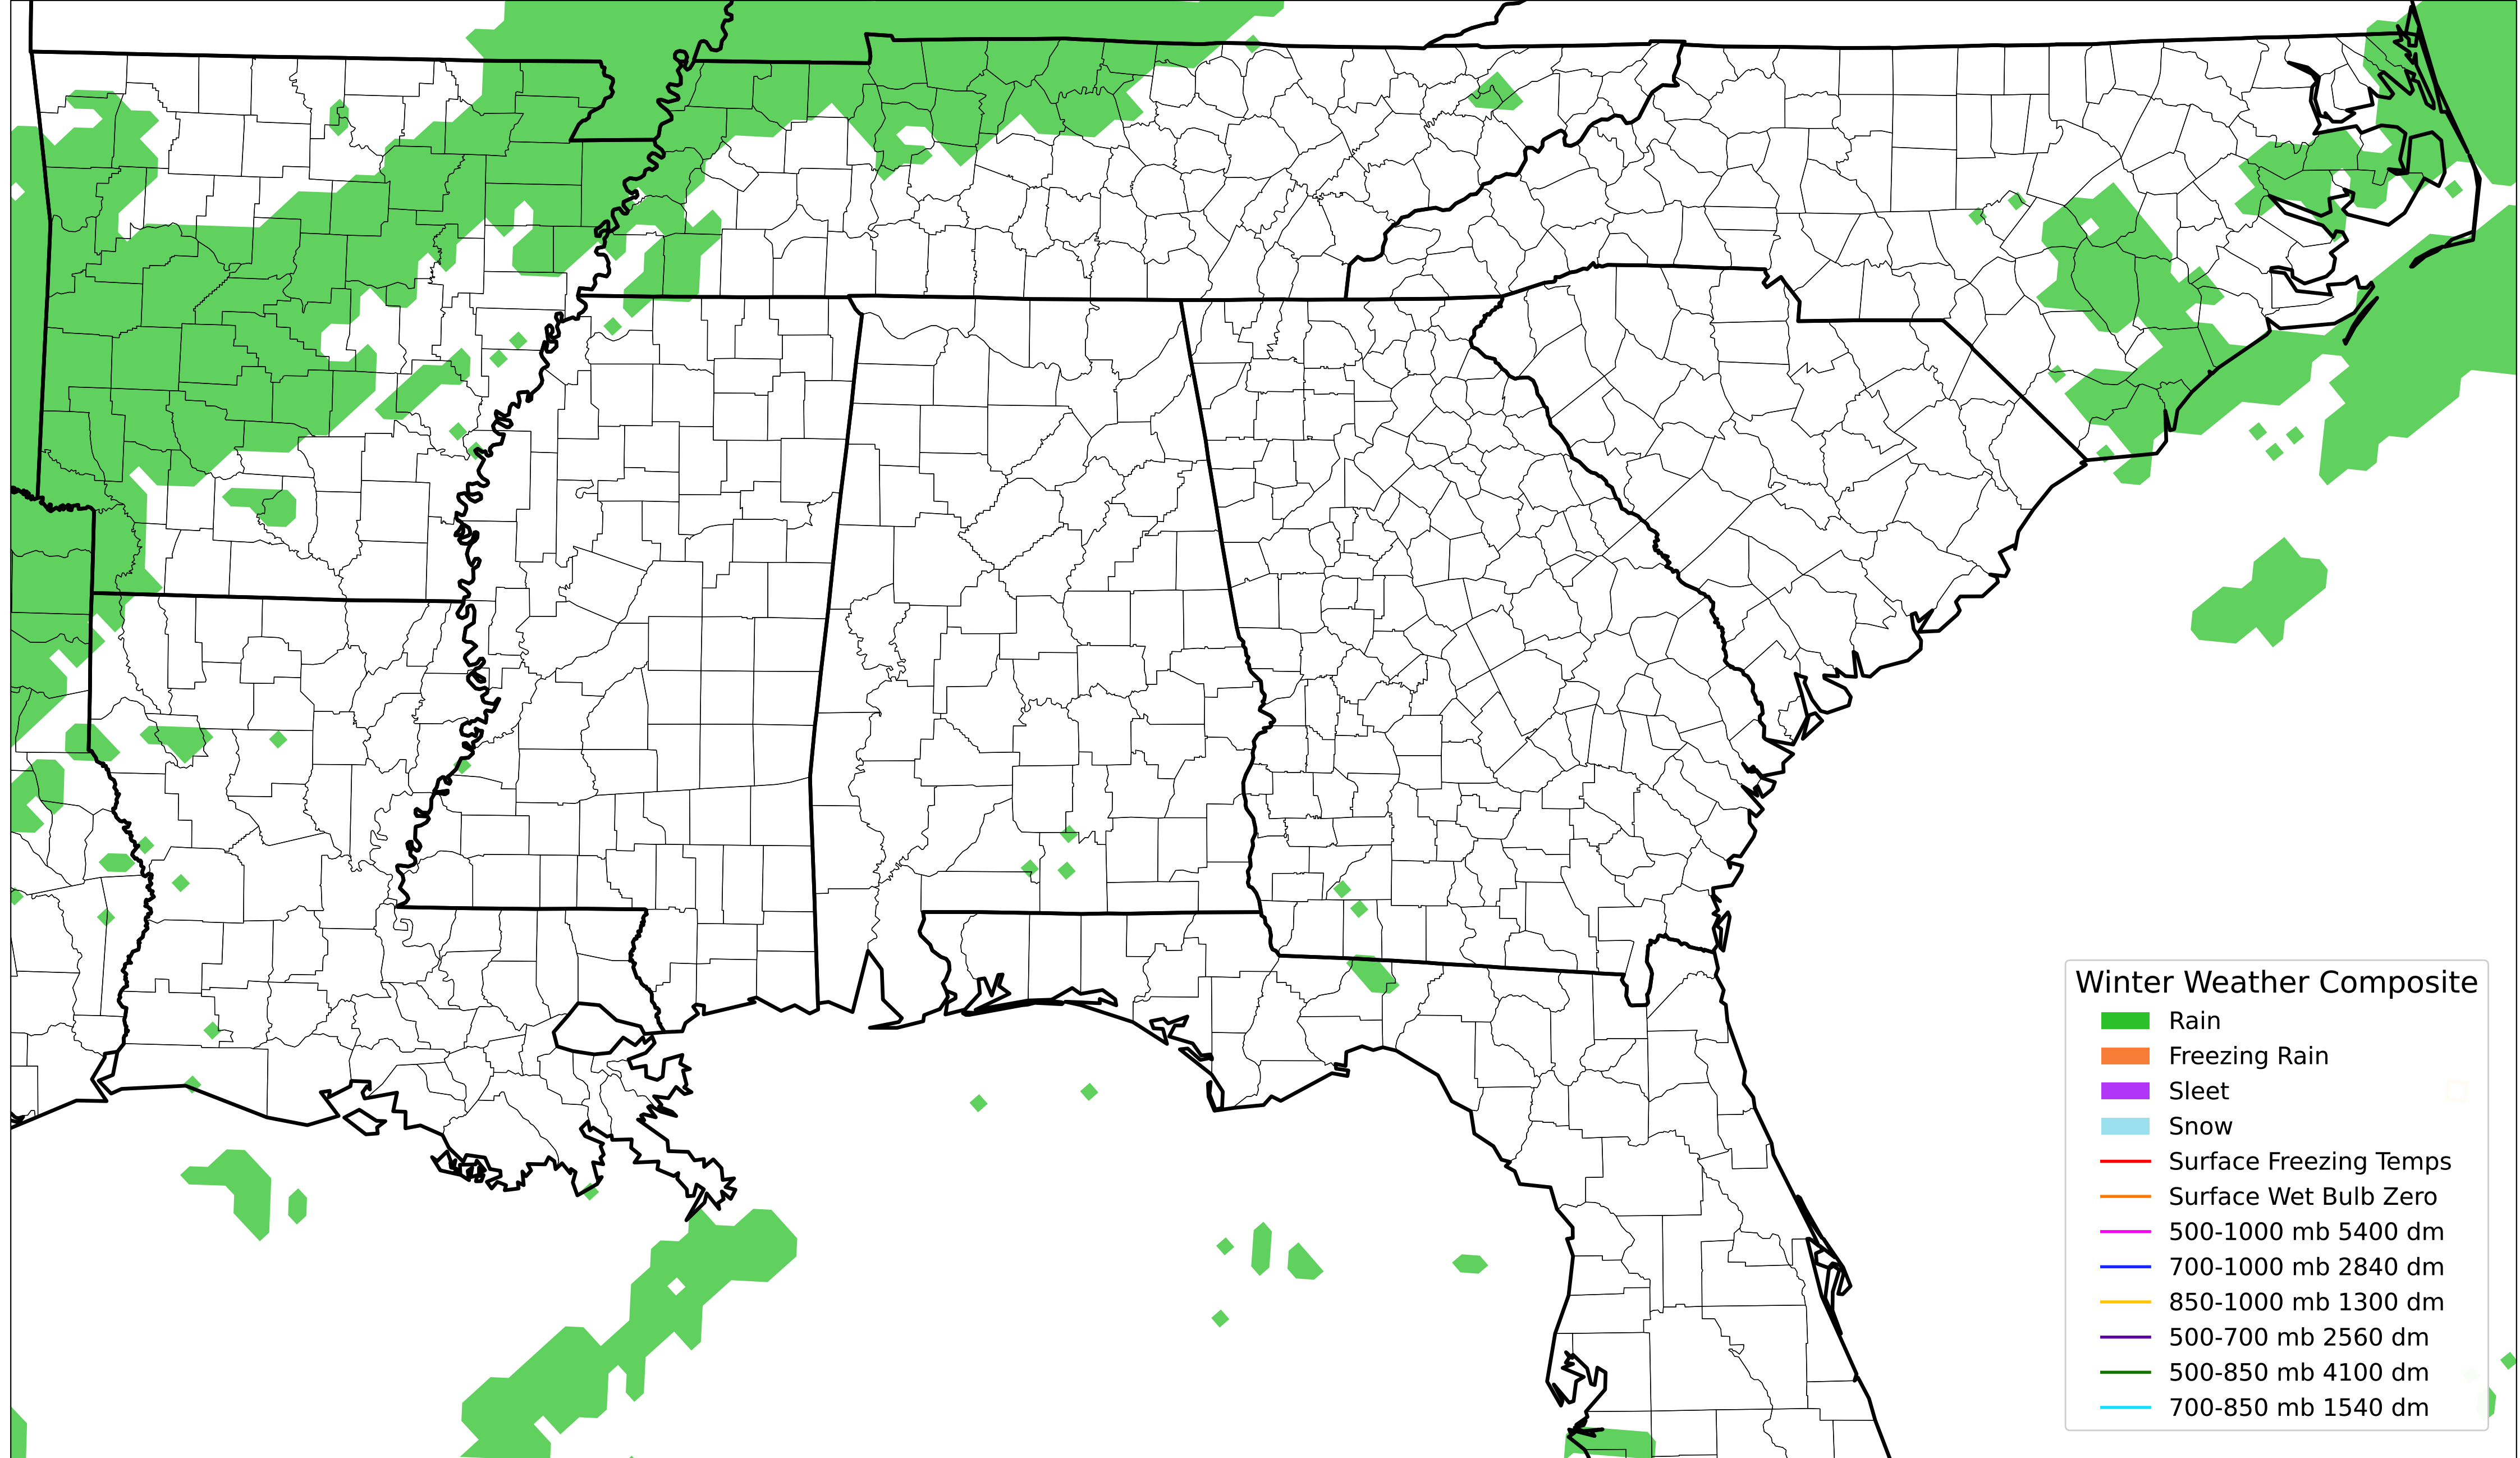 Winter Weather Composite
Rain
Freezing Rain
Sleet
Snow
Surface Freezing Temps
Surface Wet Bulb Zero
500-1000 mb 5400 dm
700-1000 mb 2840 dm
850-1000 mb 1300 dm
500-700 mb 2560 dm
500-850 mb 4100 dm
700-850 mb 1540 dm